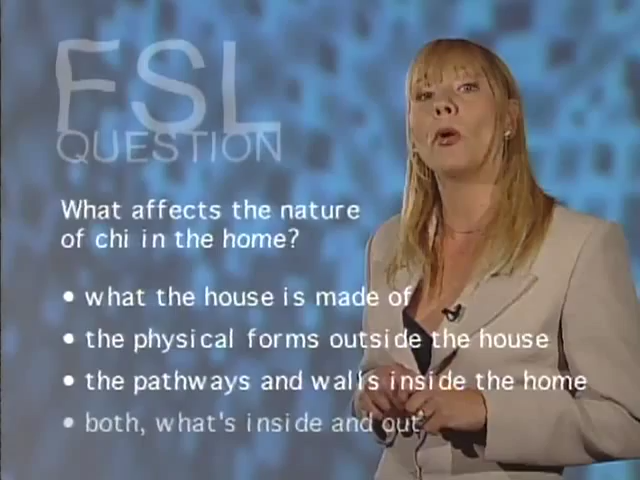 FSL
QUESTION
What affects the nature
of chi in the home?
• what the house is made of
• the physical forms outside the house
• the pathways and walls inside the home
• both, what's inside and out